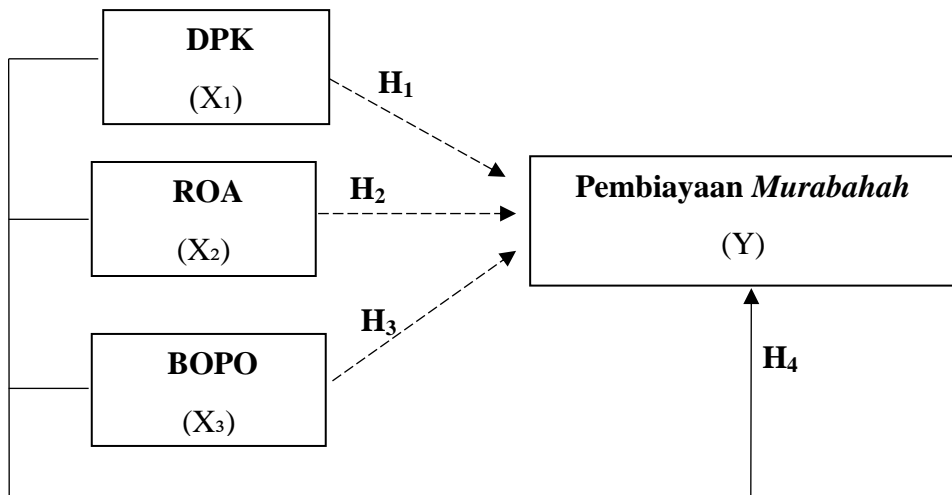 DPK
(X₁)
H₁
ROA
(X₂)
H₂
Pembiayaan Murabahah
(Y)
BOPO
(X₃)
H₃
H₄